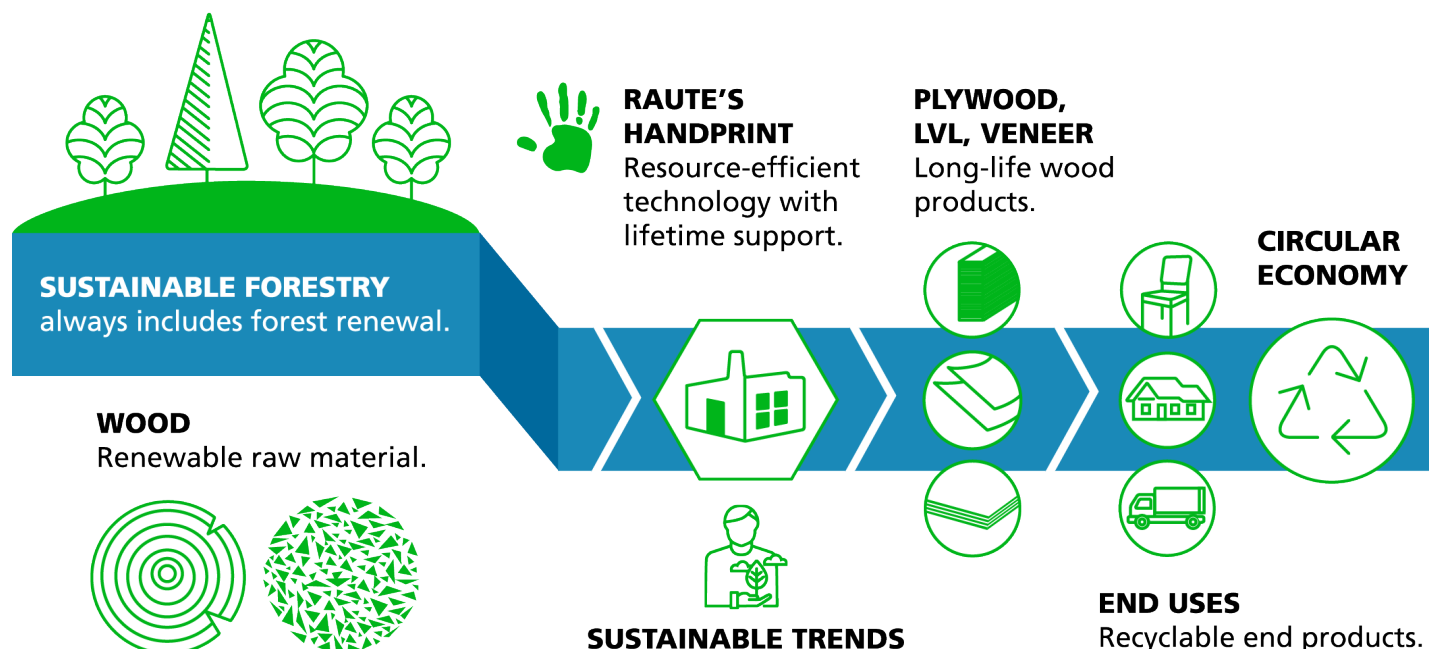 SUSTAINABLE FORESTRY
always includes forest renewal.
WOOD
Renewable raw material.
RAUTE’S
HANDPRINT
Resource-efficient
technology with
lifetime support.
SUSTAINABLE TRENDS
PLYWOOD,
LVL, VENEER
Long-life wood
products.
CIRCULAR
ECONOMY
END USES
Recyclable end products.